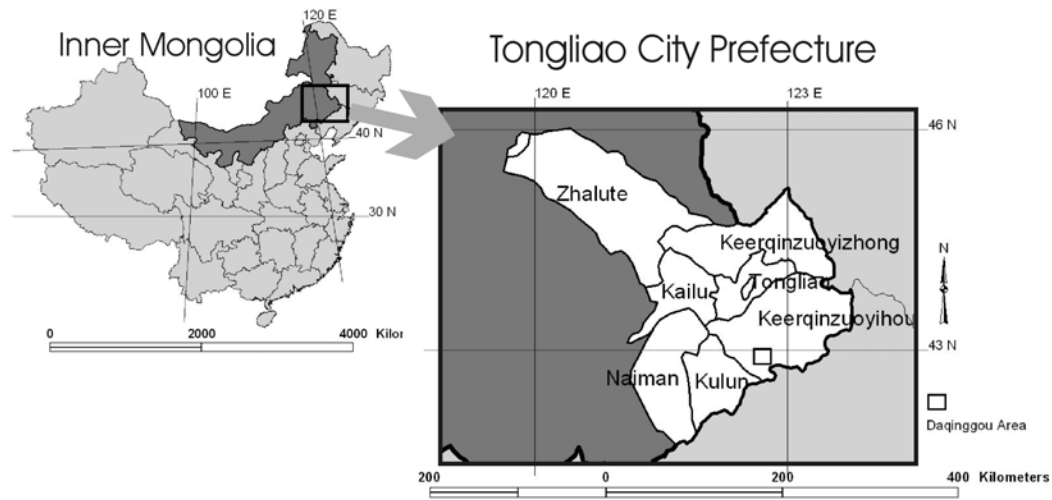 Inner Mongolia
120 E
100 E
40 N
30 N
0 2000 4000 Kilor
Tongliao City Prefecture
120 E 123 E
46 N
Zhalute
Keerqinzuoyizhong
Tongliao
Kailu
Keerqinzuoyihou
N
43 N
Naiman
Kulun
Daqinggou Area
200 0 200 400 Kilometers